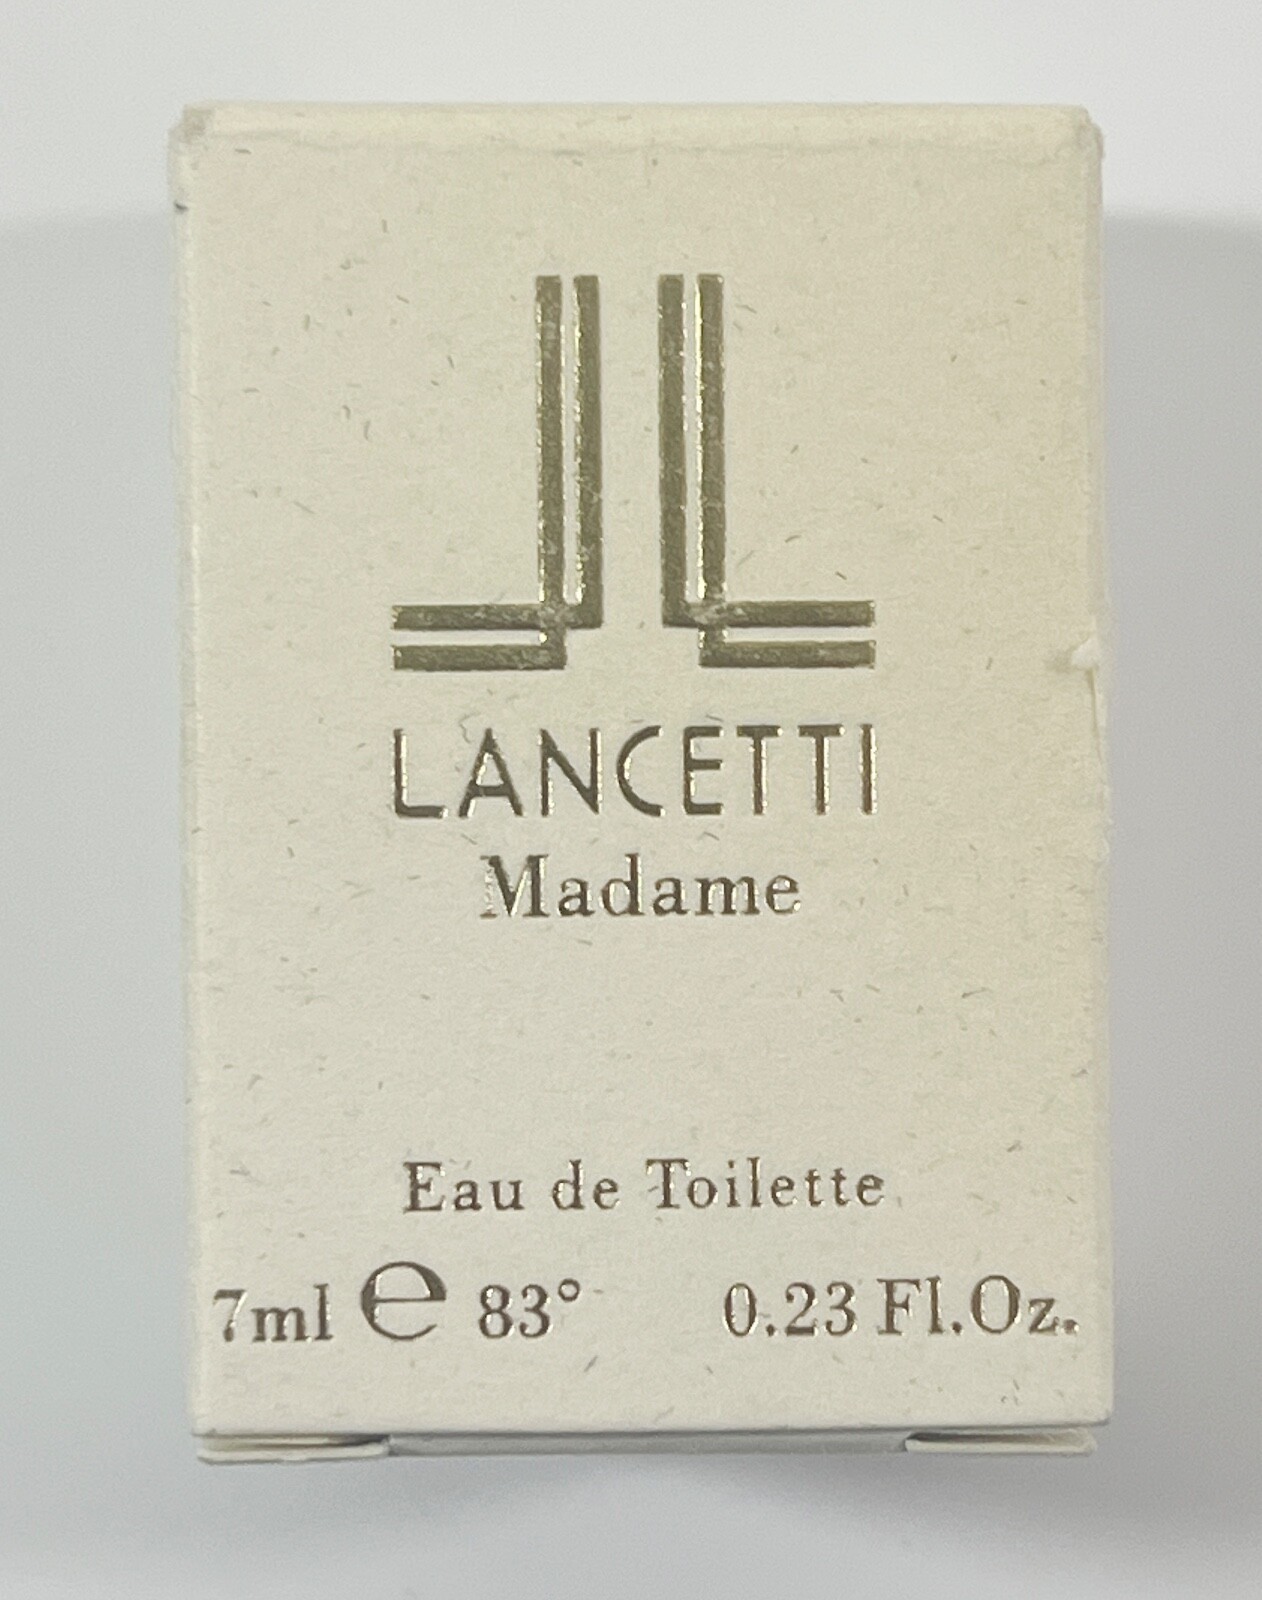 LANCETTI
Madame
Eau de Toilette
7ml ℮ 83° 0.23 Fl.Oz.